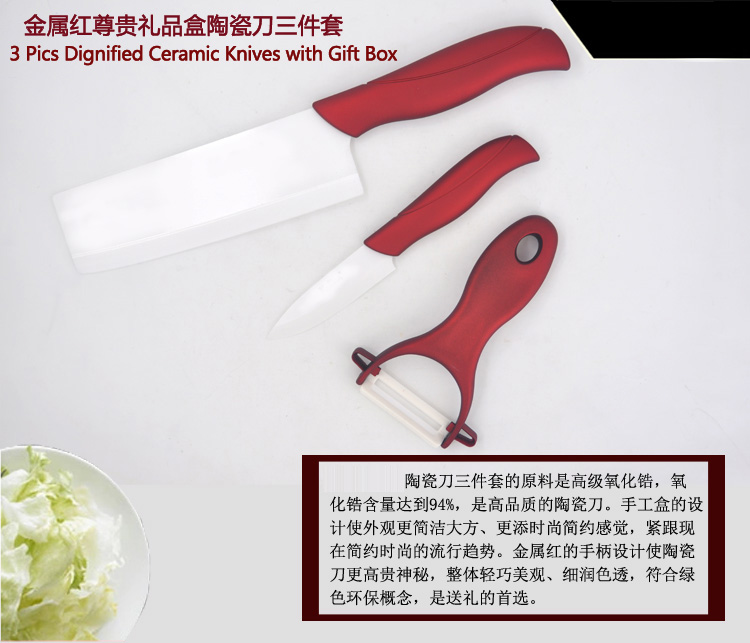 金属红尊贵礼品盒陶瓷刀三件套
3 Pics Dignified Ceramic Knives with Gift Box
陶瓷刀三件套的原料是高级氧化锆，氧
化锆含量达到94%，是高品质的陶瓷刀。手工盒的设
计使外观更简洁大方、更添时尚简约感觉，紧跟现
在简约时尚的流行趋势。金属红的手柄设计使陶瓷
刀更高贵神秘，整体轻巧美观、细润色透，符合绿
色环保概念，是送礼的首选。